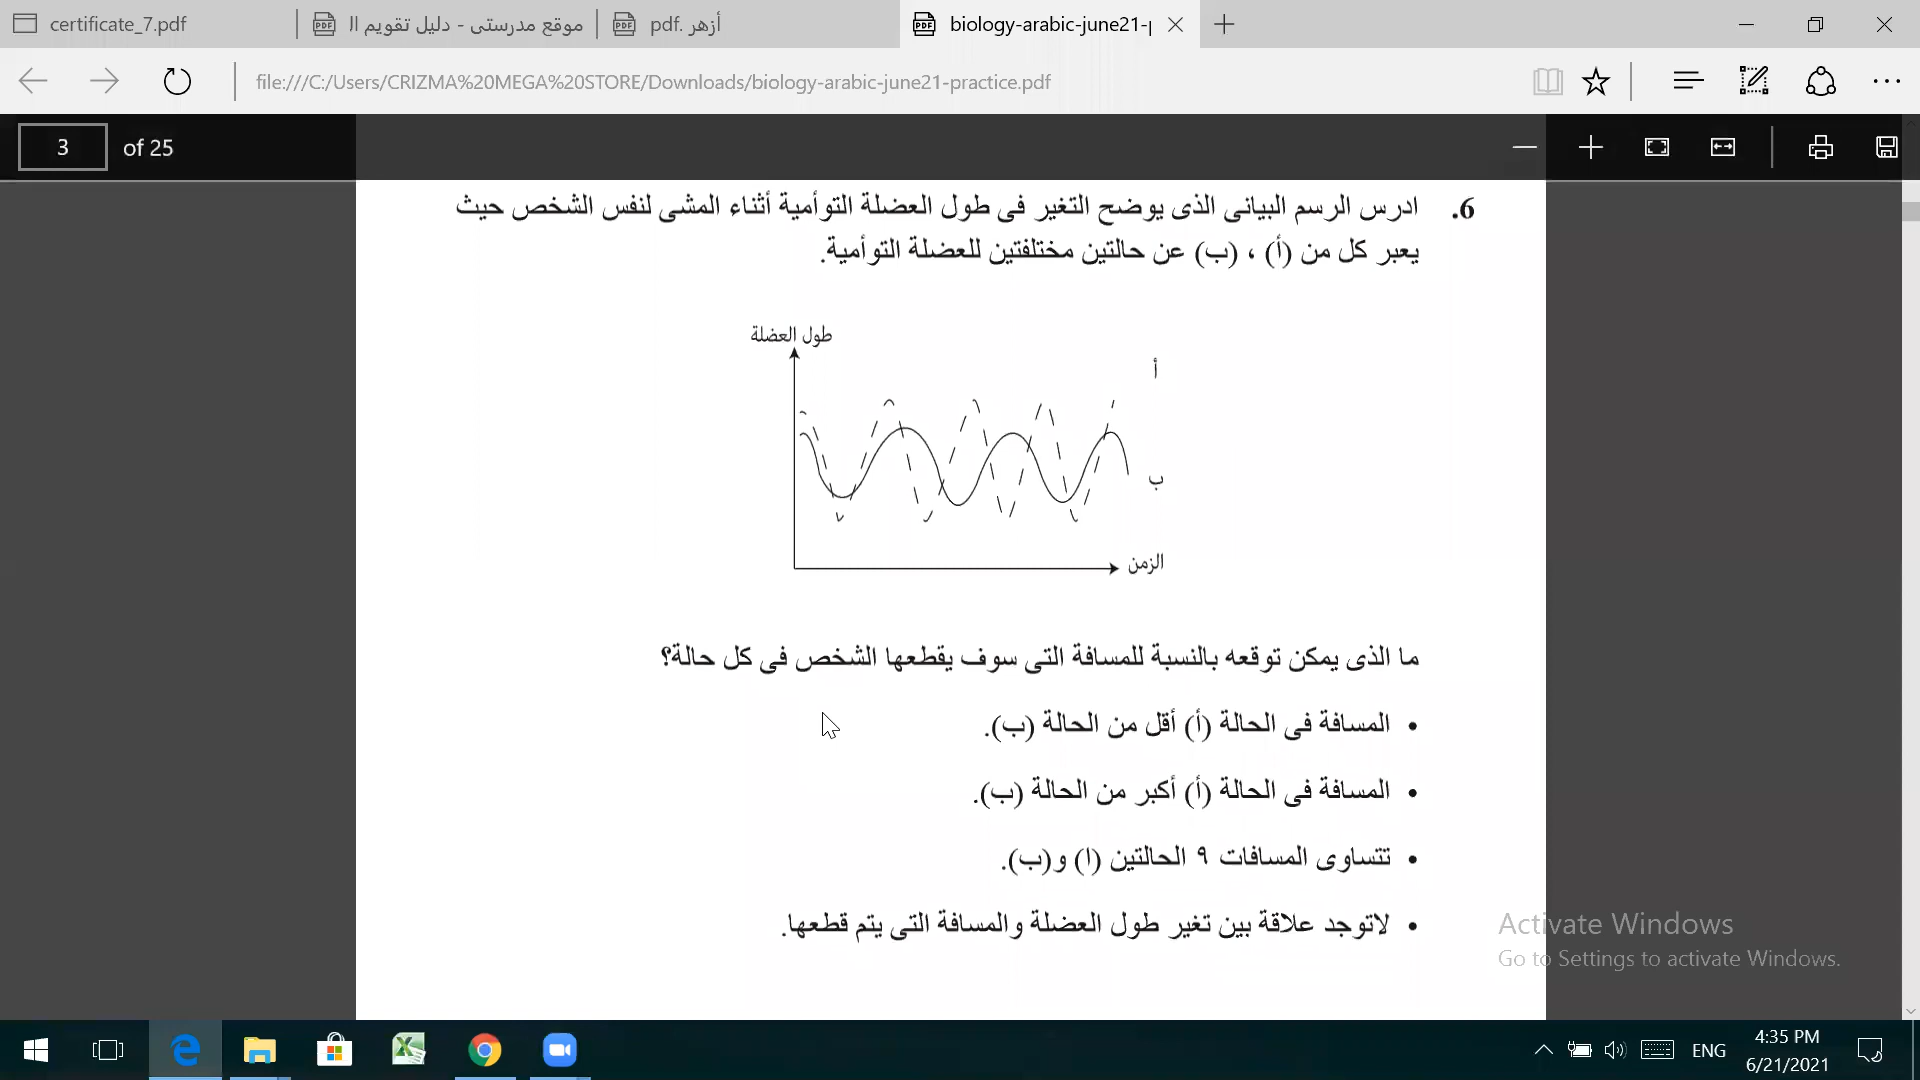 certificate_7.pdf
موقع مدرستى - دليل تقويم ال
أزهر .pdf
biology-arabic-june21-p
file:///C:/Users/CRIZMA%20MEGA%20STORE/Downloads/biology-arabic-june21-practice.pdf
3 of 25
6. ادرس الرسم البيانى الذى يوضح التغير فى طول العضلة التوأمية أثناء المشى لنفس الشخص حيث
يعبر كل من (أ) ، (ب) عن حالتين مختلفتين للعضلة التوأمية.
طول العضلة
أ
ب
الزمن
ما الذى يمكن توقعه بالنسبة للمسافة التى سوف يقطعها الشخص فى كل حالة؟
• المسافة فى الحالة (أ) أقل من الحالة (ب).
• المسافة فى الحالة (أ) أكبر من الحالة (ب).
• تتساوى المسافات ٩ الحالتين (ا) و(ب).
• لاتوجد علاقة بين تغير طول العضلة والمسافة التى يتم قطعها.
Activate Windows
Go to Settings to activate Windows.
ENG
4:35 PM
6/21/2021